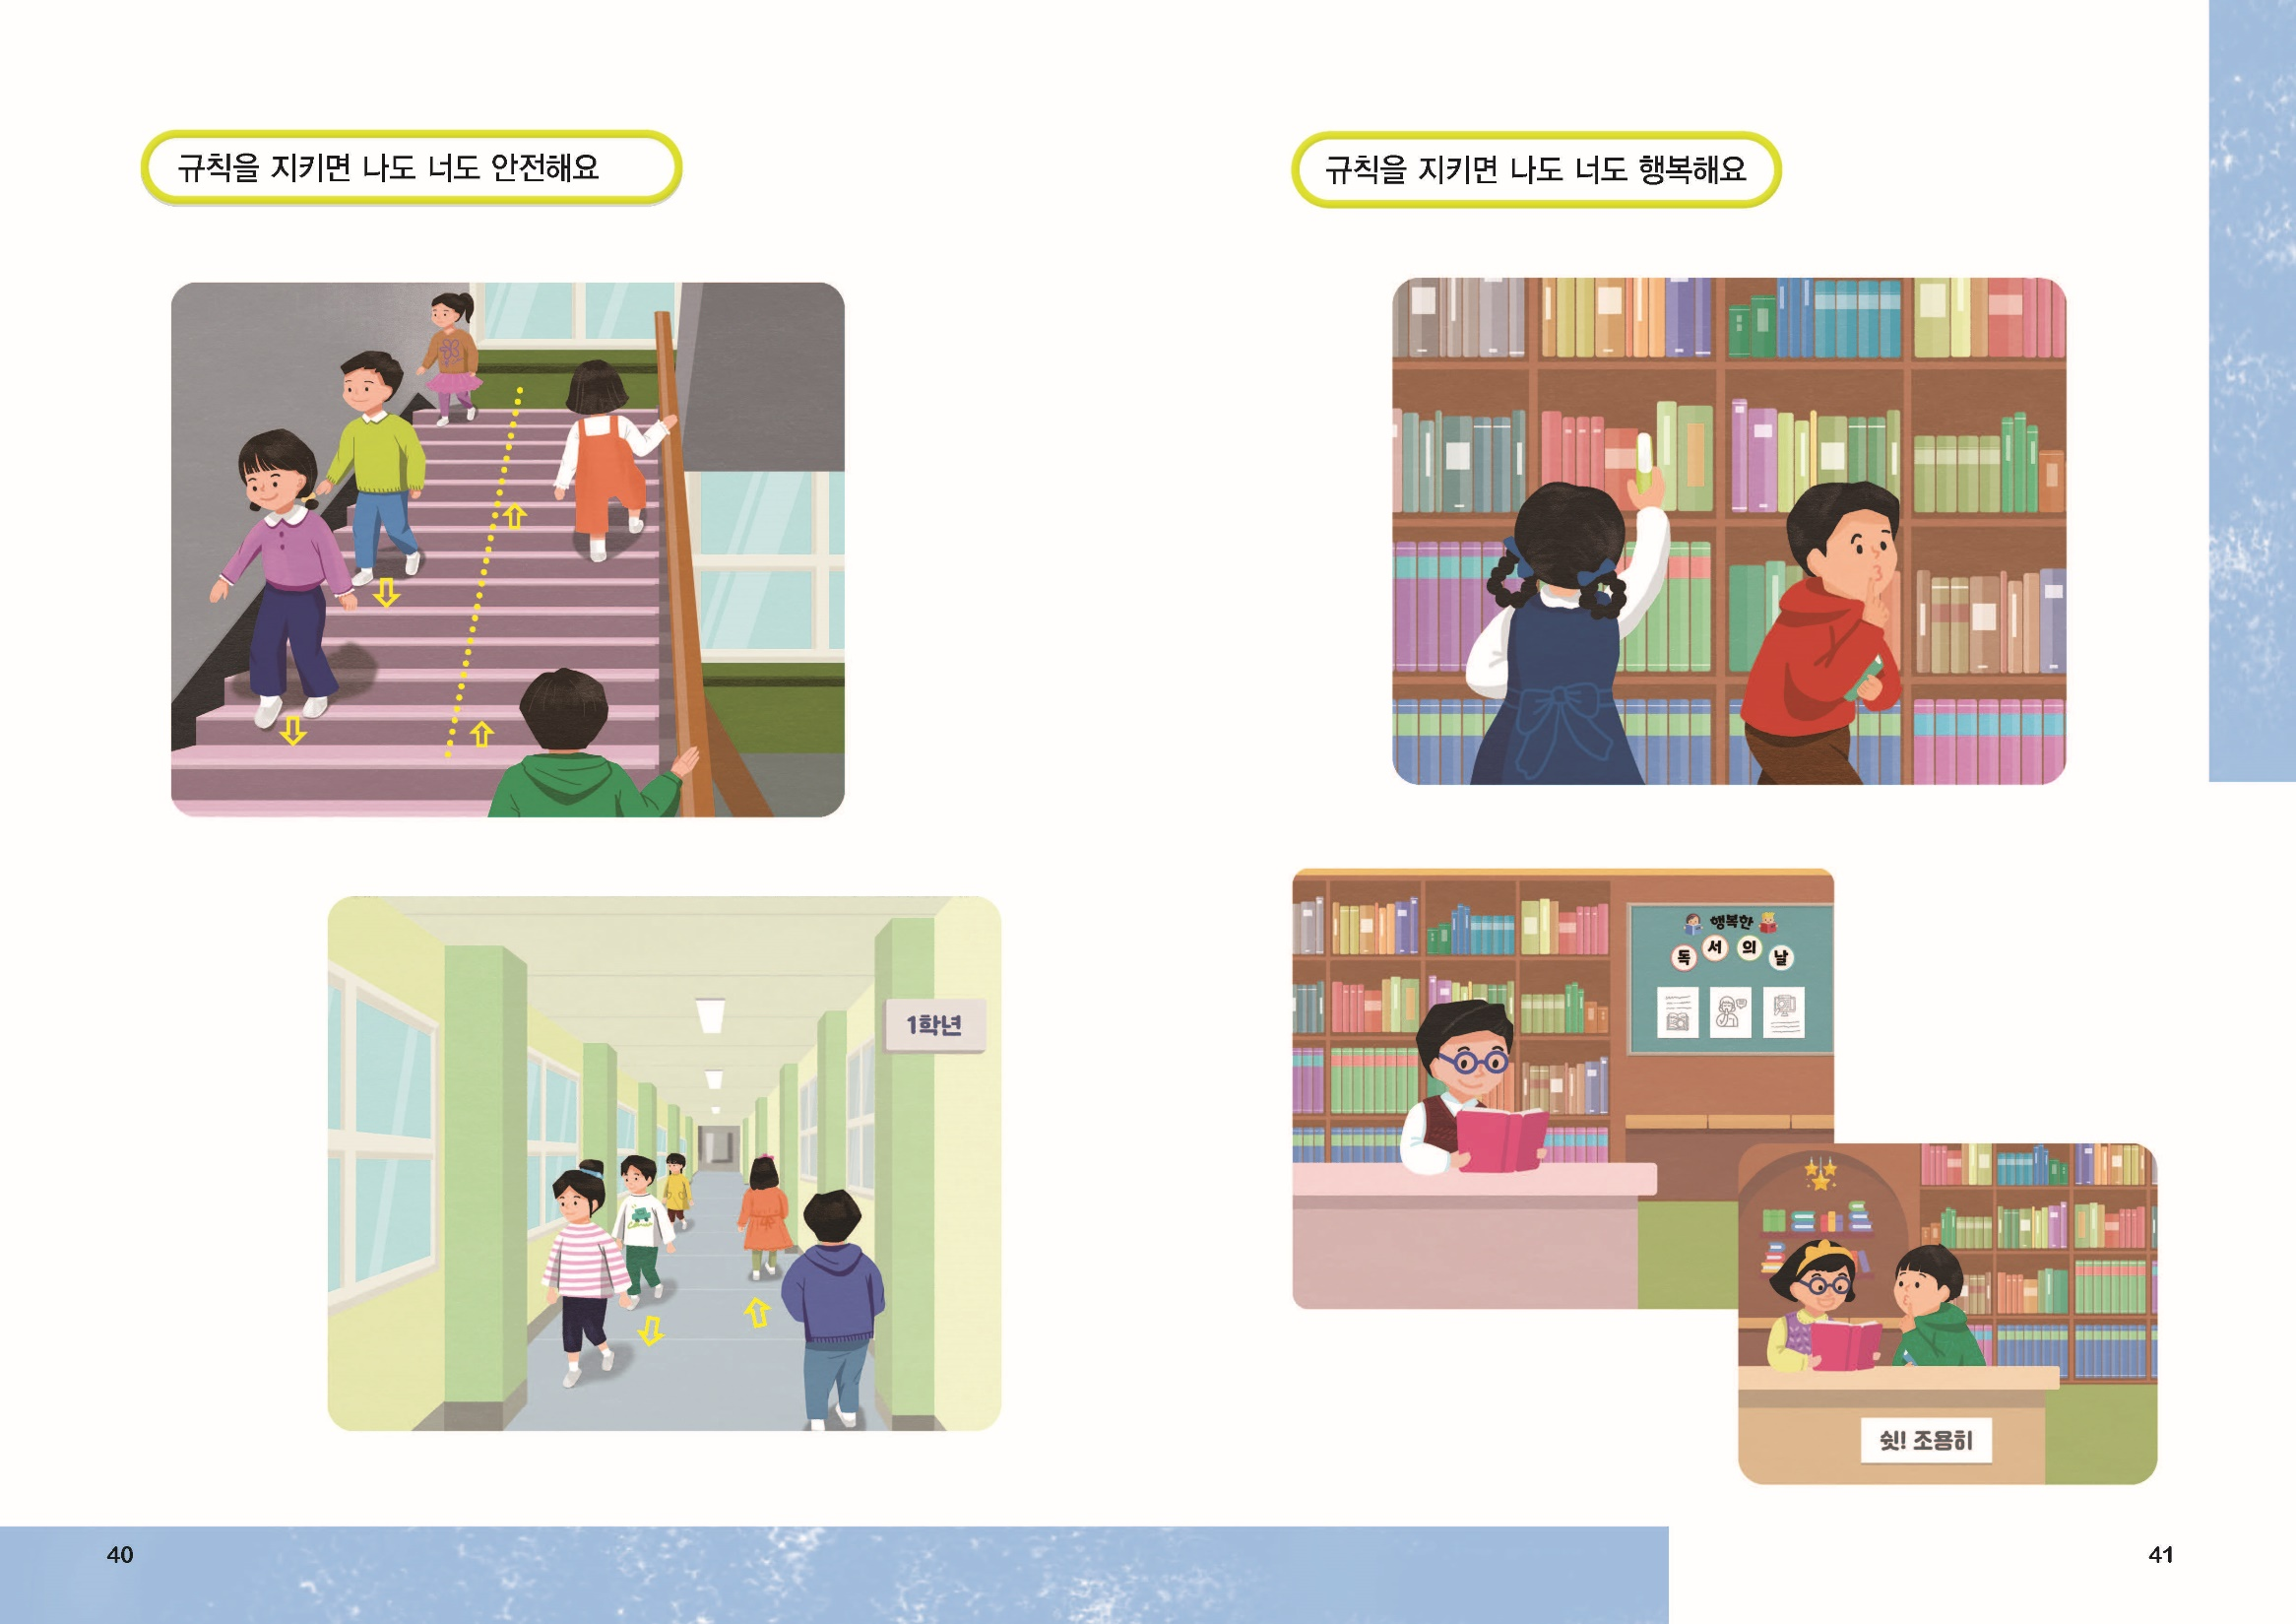 규칙을 지키면 나도 너도 안전해요
1학년
40
규칙을 지키면 나도 너도 행복해요
행복한
독서의날
쉿! 조용히
41